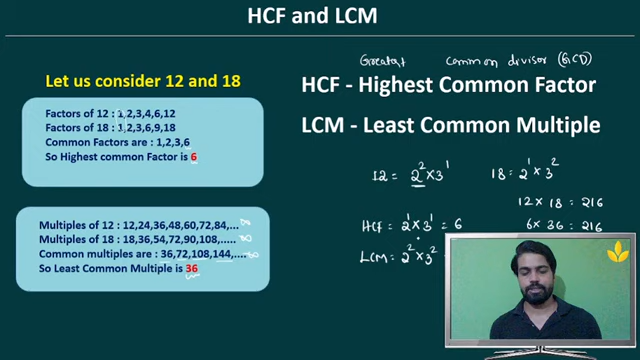 HCF and LCM
Let us consider 12 and 18
Factors of 12 : 1,2,3,4,6,12
Factors of 18 : 1,2,3,6,9,18
Common Factors are : 1,2,3,6
So Highest common Factor is 6
Multiples of 12 : 12,24,36,48,60,72,84,... ∞
Multiples of 18 : 18,36,54,72,90,108,..... ∞
Common multiples are : 36,72,108,144,.... ∞
So Least Common Multiple is 36
Greatest common divisor (GCD)
HCF - Highest Common Factor
LCM - Least Common Multiple
12 = 2² × 3¹ 18 = 2¹ × 3²
12 × 18 = 216
HCF = 2¹ × 3¹ = 6 6 × 36 = 216
LCM = 2² × 3² =